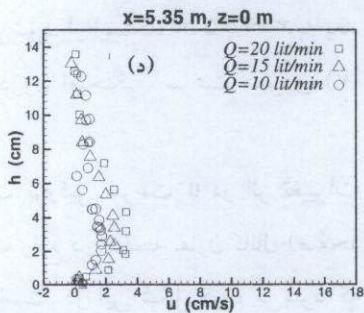 x=5.35 m, z=0 m
(د)
Q=20 lit/min
Q=15 lit/min
Q=10 lit/min
h (cm)
14
12
10
8
6
4
2
0
-2 0 2 4 6 8 10 12 14 16 18
u (cm/s)